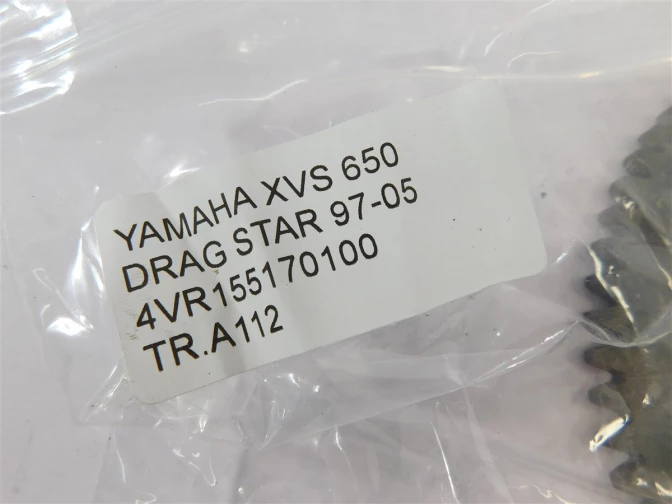 YAMAHA XVS 650
DRAG STAR 97-05
4VR155170100
TR.A112